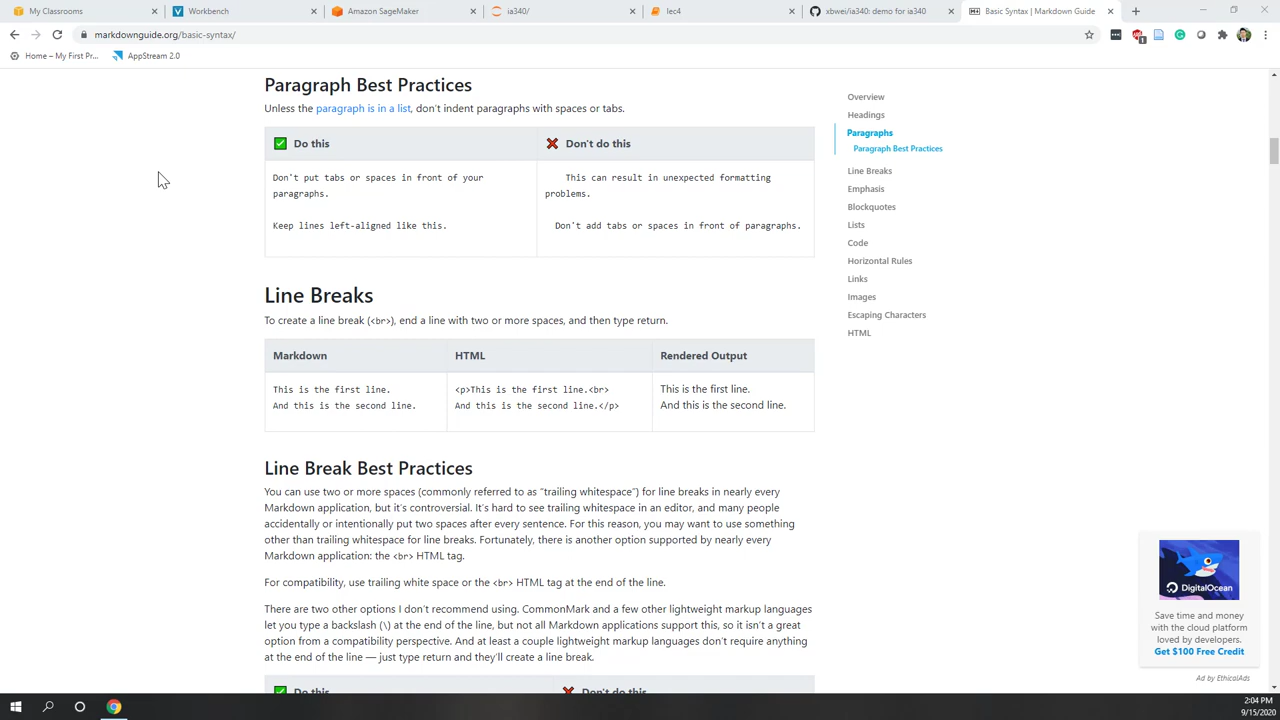 My Classrooms
Workbench
Amazon SageMaker
ia340/
lec4
xbwei/ia340: demo for ia340
Basic Syntax | Markdown Guide
markdownguide.org/basic-syntax/
1
Home – My First Pr...
AppStream 2.0
Paragraph Best Practices
Unless the paragraph is in a list, don't indent paragraphs with spaces or tabs.
Do this
Don't do this
Don't put tabs or spaces in front of your
paragraphs.
Keep lines left-aligned like this.
This can result in unexpected formatting
problems.
Don't add tabs or spaces in front of paragraphs.
Line Breaks
To create a line break (<br>), end a line with two or more spaces, and then type return.
Markdown
HTML
Rendered Output
This is the first line.
And this is the second line.
<p>This is the first line.<br>
And this is the second line.</p>
This is the first line.
And this is the second line.
Line Break Best Practices
You can use two or more spaces (commonly referred to as “trailing whitespace”) for line breaks in nearly every
Markdown application, but it's controversial. It's hard to see trailing whitespace in an editor, and many people
accidentally or intentionally put two spaces after every sentence. For this reason, you may want to use something
other than trailing whitespace for line breaks. Fortunately, there is another option supported by nearly every
Markdown application: the <br> HTML tag.
For compatibility, use trailing white space or the <br> HTML tag at the end of the line.
There are two other options I don't recommend using. CommonMark and a few other lightweight markup languages
let you type a backslash (\) at the end of the line, but not all Markdown applications support this, so it isn't a great
option from a compatibility perspective. And at least a couple lightweight markup languages don't require anything
at the end of the line — just type return and they'll create a line break.
Do this
Don't do this
Overview
Headings
Paragraphs
Paragraph Best Practices
Line Breaks
Emphasis
Blockquotes
Lists
Code
Horizontal Rules
Links
Images
Escaping Characters
HTML
DigitalOcean
Save time and money
with the cloud platform
loved by developers.
Get $100 Free Credit
Ad by EthicalAds
2:04 PM
9/15/2020